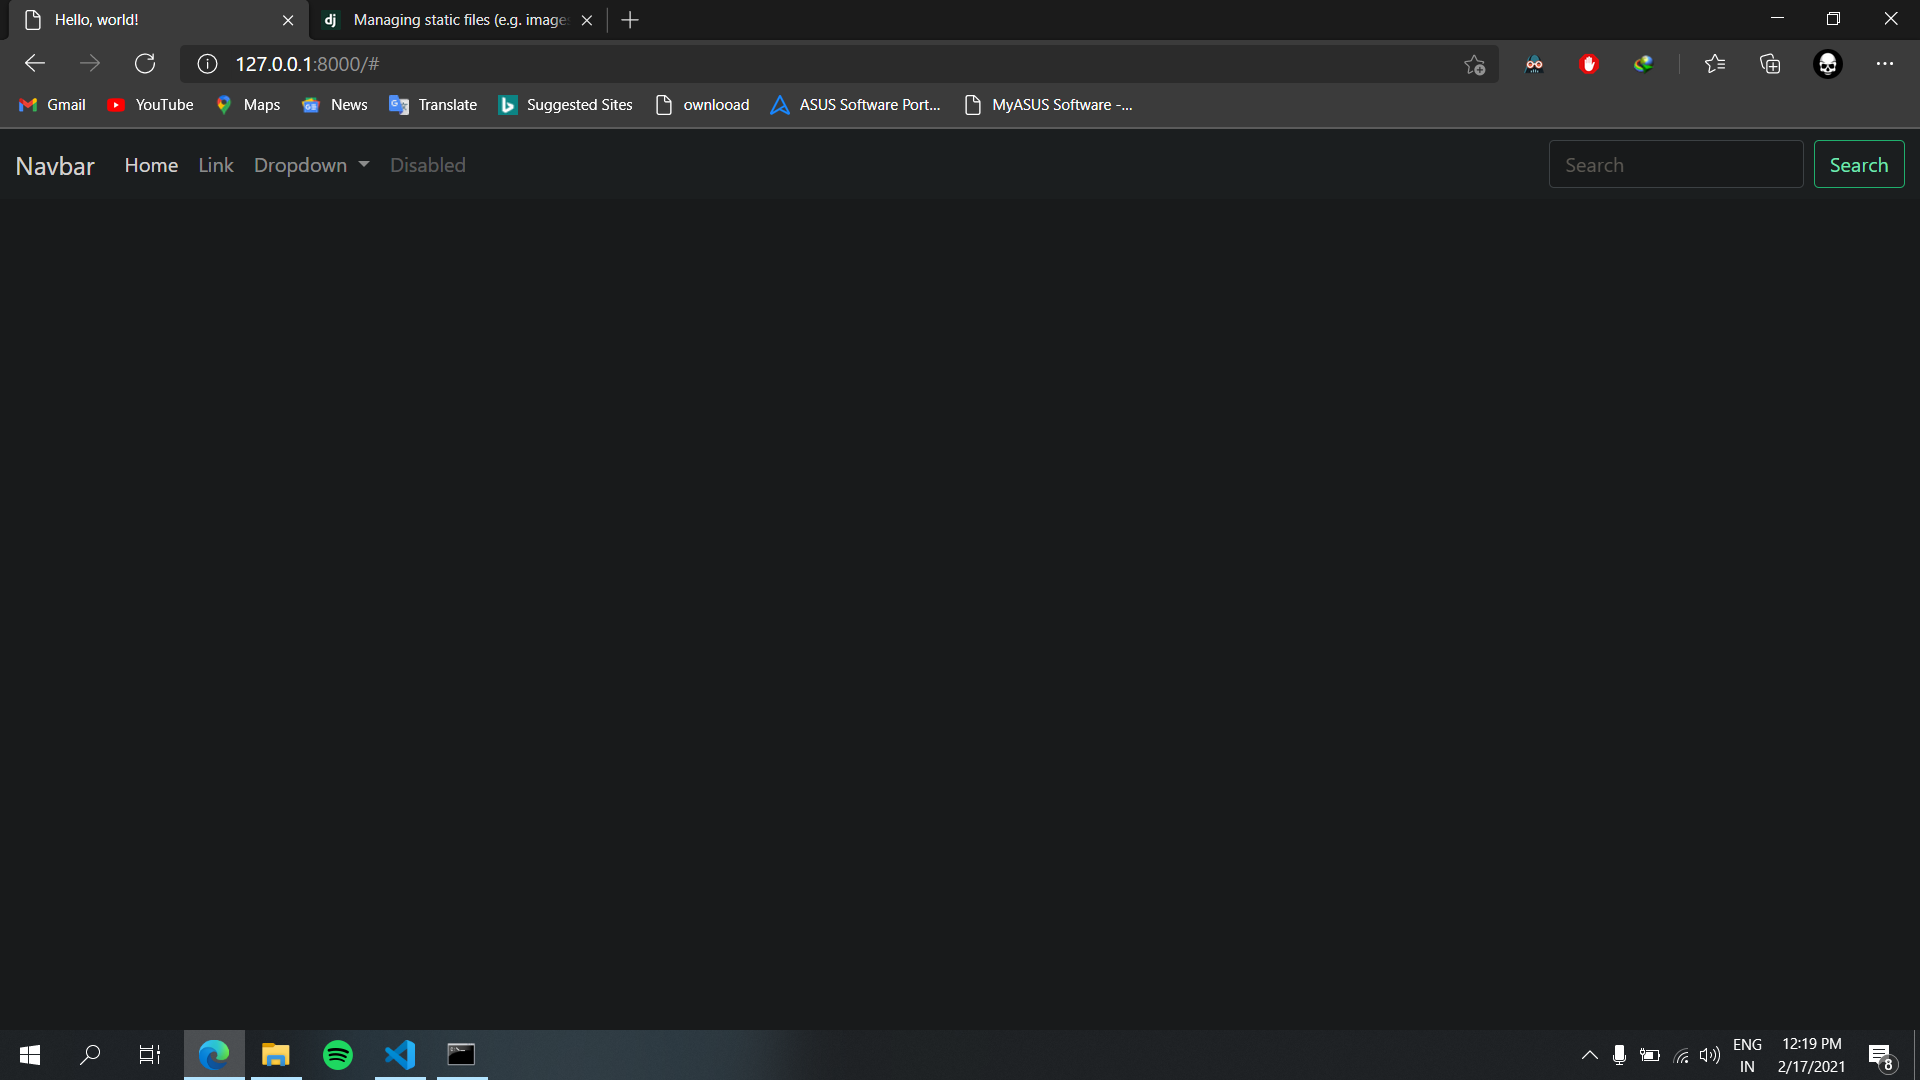 Hello, world!
dj Managing static files (e.g. image
127.0.0.1:8000/#
Gmail YouTube Maps News Translate Suggested Sites ownlooad ASUS Software Port... MyASUS Software -...
Navbar Home Link Dropdown Disabled Search Search
ENG 12:19 PM
IN 2/17/2021 8